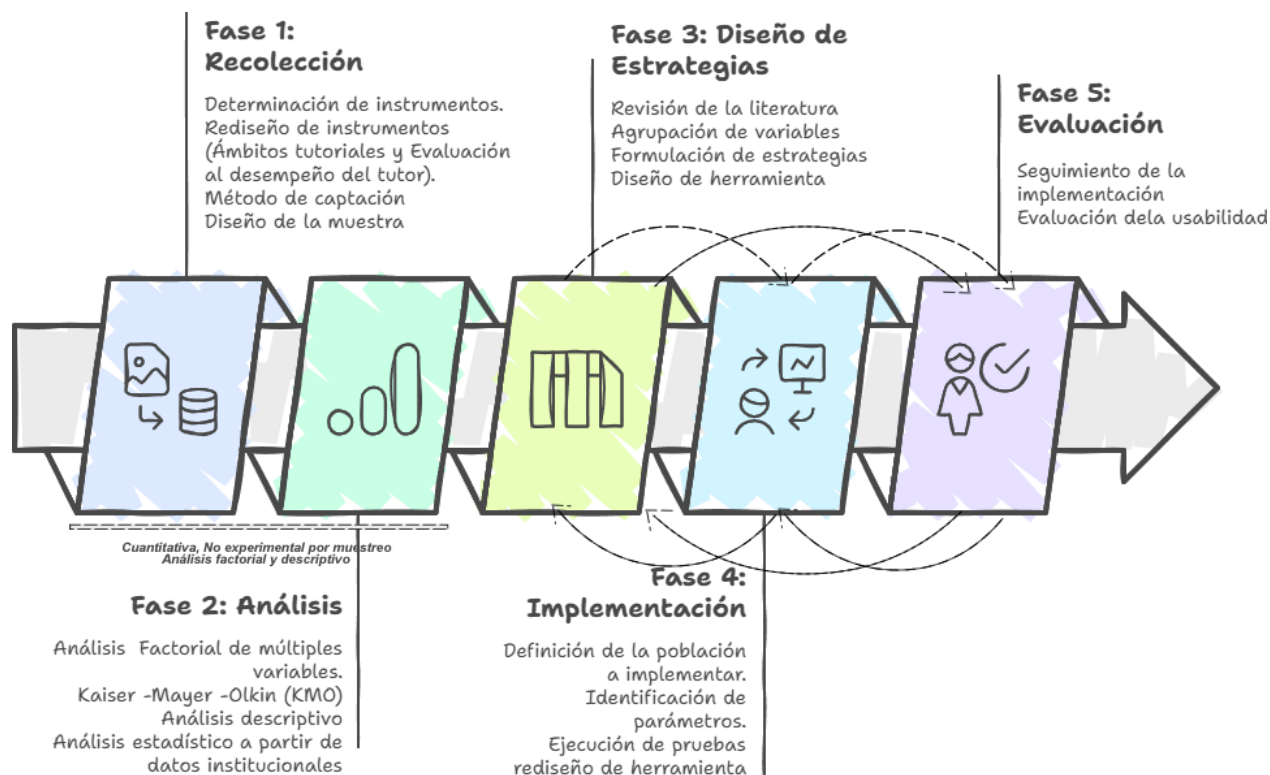 Fase 1:
Recolección
Determinación de instrumentos.
Rediseño de instrumentos
(Ámbitos tutoriales y Evaluación
al desempeño del tutor).
Método de captación
Diseño de la muestra
Fase 3: Diseño de
Estrategias
Revisión de la literatura
Agrupación de variables
Formulación de estrategias
Diseño de herramienta
Fase 5:
Evaluación
Seguimiento de la
implementación
Evaluación dela usabilidad
Cuantitativa, No experimental por muestreo
Análisis factorial y descriptivo
Fase 2: Análisis
Análisis Factorial de múltiples
variables.
Kaiser -Mayer -Olkin (KMO)
Análisis descriptivo
Análisis estadístico a partir de
datos institucionales
Fase 4:
Implementación
Definición de la población
a implementar.
Identificación de
parámetros.
Ejecución de pruebas
rediseño de herramienta